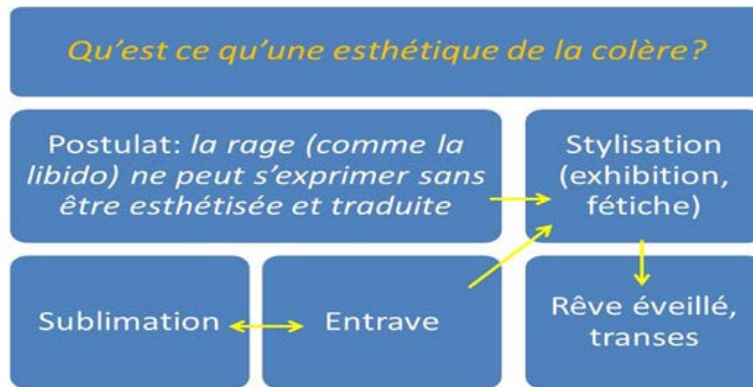 Qu'est ce qu'une esthétique de la colère?
Postulat: la rage (comme la
libido) ne peut s'exprimer sans
être esthétisée et traduite
Stylisation
(exhibition,
fétiche)
Sublimation
Entrave
Rêve éveillé,
transes